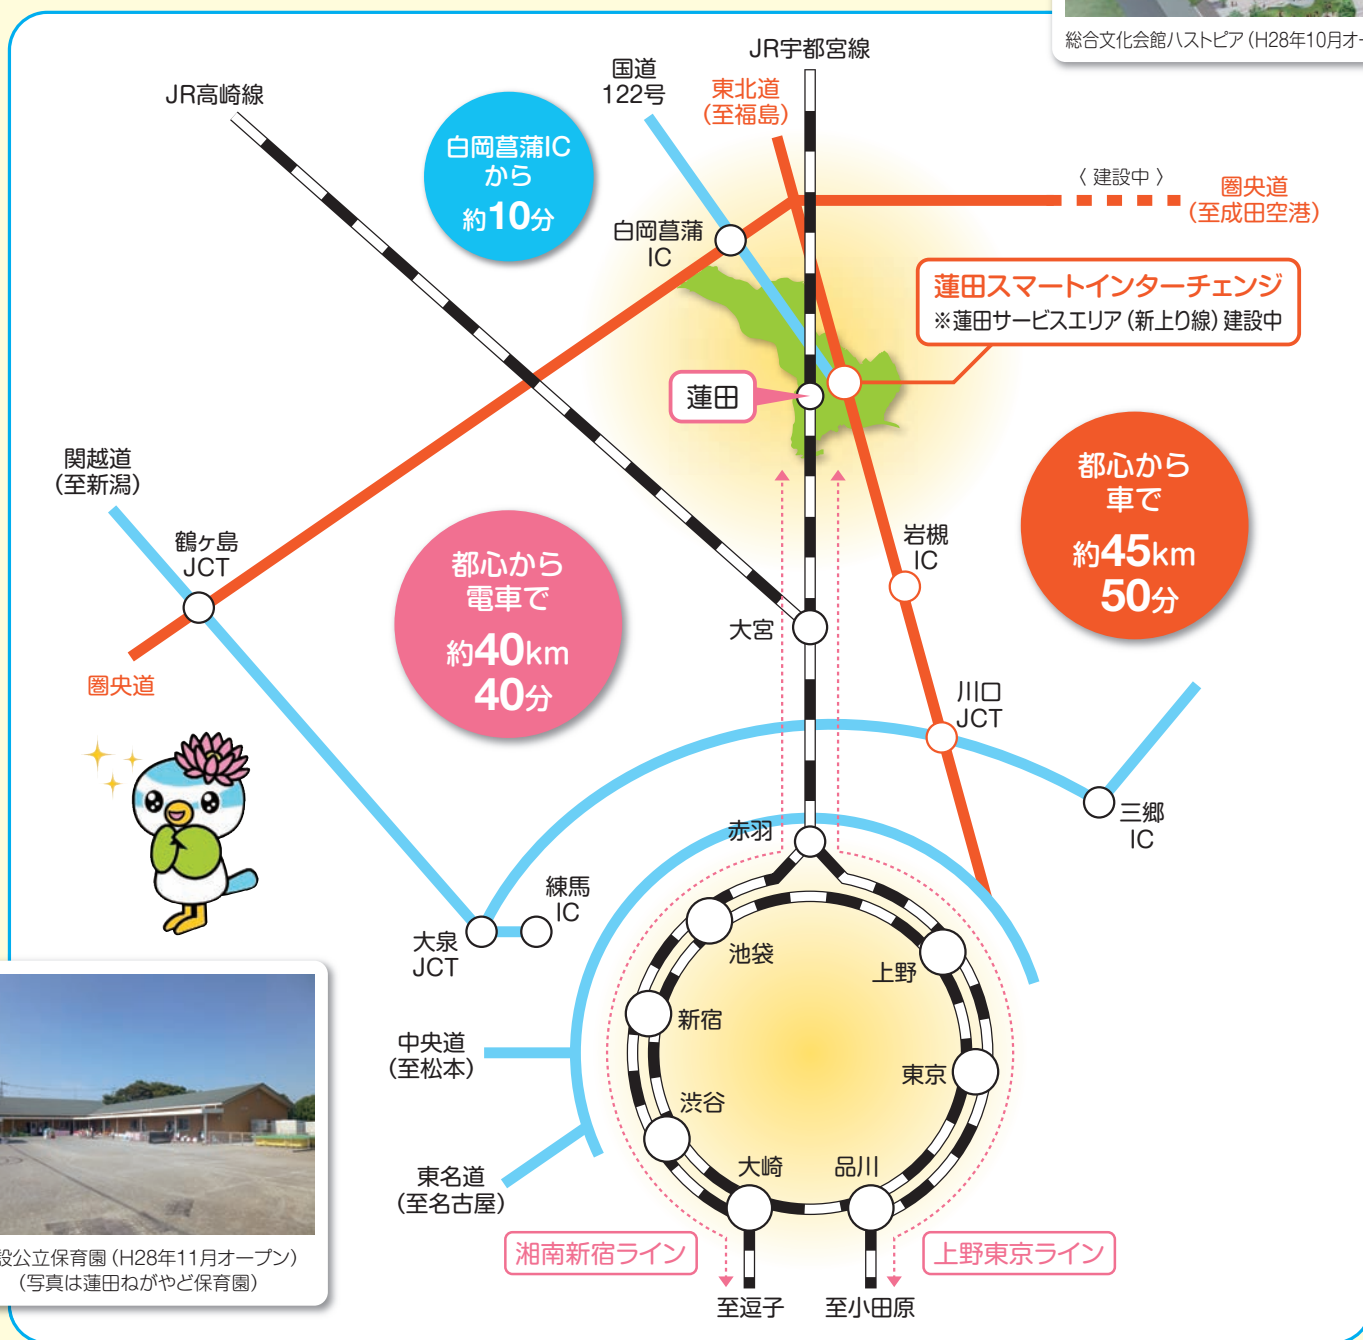 総合文化会館ハストピア(H28年10月オー
JR宇都宮線
国道
122号
東北道
(至福島)
JR高崎線
白岡菖蒲IC
から
約10分
〈 建設中 〉
圏央道
(至成田空港)
白岡菖蒲
IC
蓮田スマートインターチェンジ
※蓮田サービスエリア(新上り線)建設中
蓮田
都心から
車で
約45km
50分
関越道
(至新潟)
鶴ヶ島
JCT
都心から
電車で
約40km
40分
岩槻
IC
大宮
圏央道
川口
JCT
三郷
IC
赤羽
練馬
IC
大泉
JCT
池袋
上野
新宿
中央道
(至松本)
東京
渋谷
東名道
(至名古屋)
大崎
品川
湘南新宿ライン
上野東京ライン
設公立保育園(H28年11月オープン)
(写真は蓮田ねがやど保育園)
至逗子
至小田原